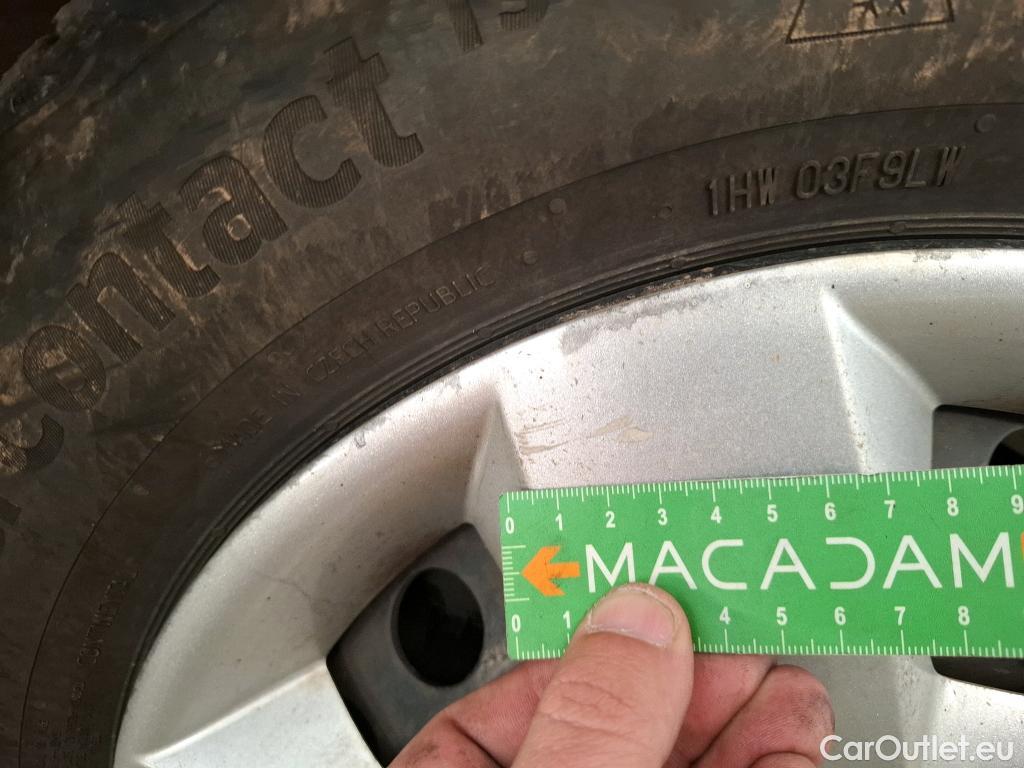 contact TS
1HW 03F9LW
MADE IN CZECH REPUBLIC
0 1 2 3 4 5 6 7 8 9
MACADAM
0 1 4 5 6 7 8
CarOutlet.eu